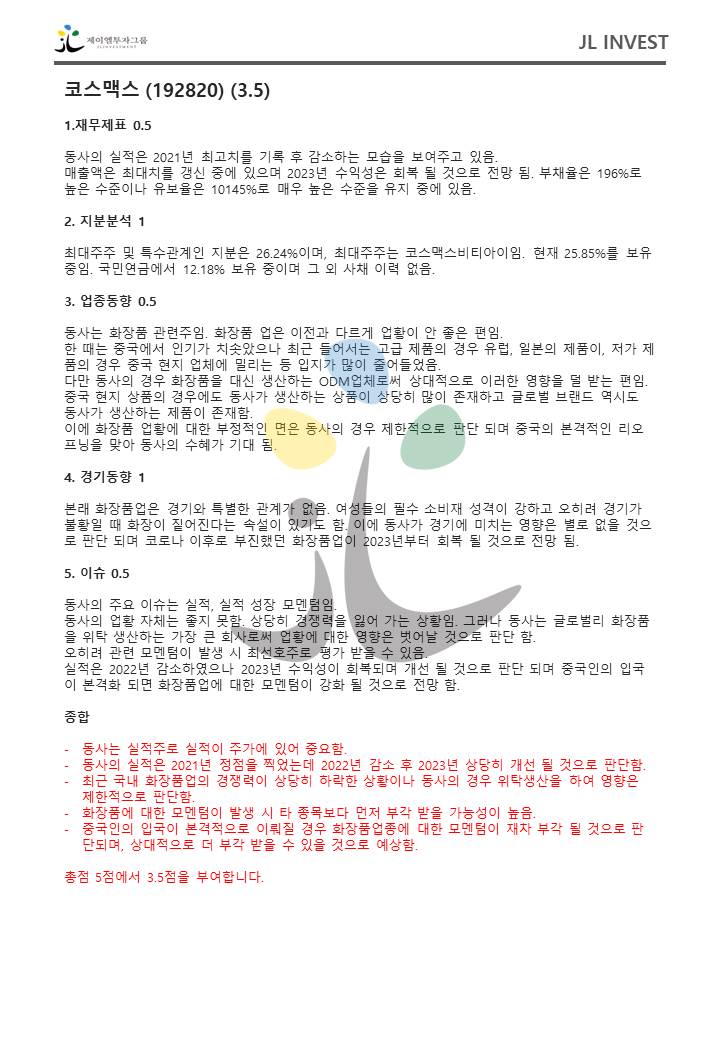 제이엘투자그룹
JLINVESTMENT
JL INVEST
코스맥스 (192820) (3.5)
1.재무제표 0.5
동사의 실적은 2021년 최고치를 기록 후 감소하는 모습을 보여주고 있음.
매출액은 최대치를 갱신 중에 있으며 2023년 수익성은 회복 될 것으로 전망 됨. 부채율은 196%로
높은 수준이나 유보율은 10145%로 매우 높은 수준을 유지 중에 있음.
2. 지분분석 1
최대주주 및 특수관계인 지분은 26.24%이며, 최대주주는 코스맥스비티아이임. 현재 25.85%를 보유
중임. 국민연금에서 12.18% 보유 중이며 그 외 사채 이력 없음.
3. 업종동향 0.5
동사는 화장품 관련주임. 화장품 업은 이전과 다르게 업황이 안 좋은 편임.
한 때는 중국에서 인기가 치솟았으나 최근 들어서는 고급 제품의 경우 유럽, 일본의 제품이, 저가 제
품의 경우 중국 현지 업체에 밀리는 등 입지가 많이 줄어들었음.
다만 동사의 경우 화장품을 대신 생산하는 ODM업체로써 상대적으로 이러한 영향을 덜 받는 편임.
중국 현지 상품의 경우에도 동사가 생산하는 상품이 상당히 많이 존재하고 글로벌 브랜드 역시도
동사가 생산하는 제품이 존재함.
이에 화장품 업황에 대한 부정적인 면은 동사의 경우 제한적으로 판단 되며 중국의 본격적인 리오
프닝을 맞아 동사의 수혜가 기대 됨.
4. 경기동향 1
본래 화장품업은 경기와 특별한 관계가 없음. 여성들의 필수 소비재 성격이 강하고 오히려 경기가
불황일 때 화장이 짙어진다는 속설이 있기도 함. 이에 동사가 경기에 미치는 영향은 별로 없을 것으
로 판단 되며 코로나 이후로 부진했던 화장품업이 2023년부터 회복 될 것으로 전망 됨.
5. 이슈 0.5
동사의 주요 이슈는 실적, 실적 성장 모멘텀임.
동사의 업황 자체는 좋지 못함. 상당히 경쟁력을 잃어 가는 상황임. 그러나 동사는 글로벌리 화장품
을 위탁 생산하는 가장 큰 회사로써 업황에 대한 영향은 벗어날 것으로 판단 함.
오히려 관련 모멘텀이 발생 시 최선호주로 평가 받을 수 있음.
실적은 2022년 감소하였으나 2023년 수익성이 회복되며 개선 될 것으로 판단 되며 중국인의 입국
이 본격화 되면 화장품업에 대한 모멘텀이 강화 될 것으로 전망 함.
종합
- 동사는 실적주로 실적이 주가에 있어 중요함.
- 동사의 실적은 2021년 정점을 찍었는데 2022년 감소 후 2023년 상당히 개선 될 것으로 판단함.
- 최근 국내 화장품업의 경쟁력이 상당히 하락한 상황이나 동사의 경우 위탁생산을 하여 영향은
제한적으로 판단함.
- 화장품에 대한 모멘텀이 발생 시 타 종목보다 먼저 부각 받을 가능성이 높음.
- 중국인의 입국이 본격적으로 이뤄질 경우 화장품업종에 대한 모멘텀이 재차 부각 될 것으로 판
단되며, 상대적으로 더 부각 받을 수 있을 것으로 예상함.
총점 5점에서 3.5점을 부여합니다.